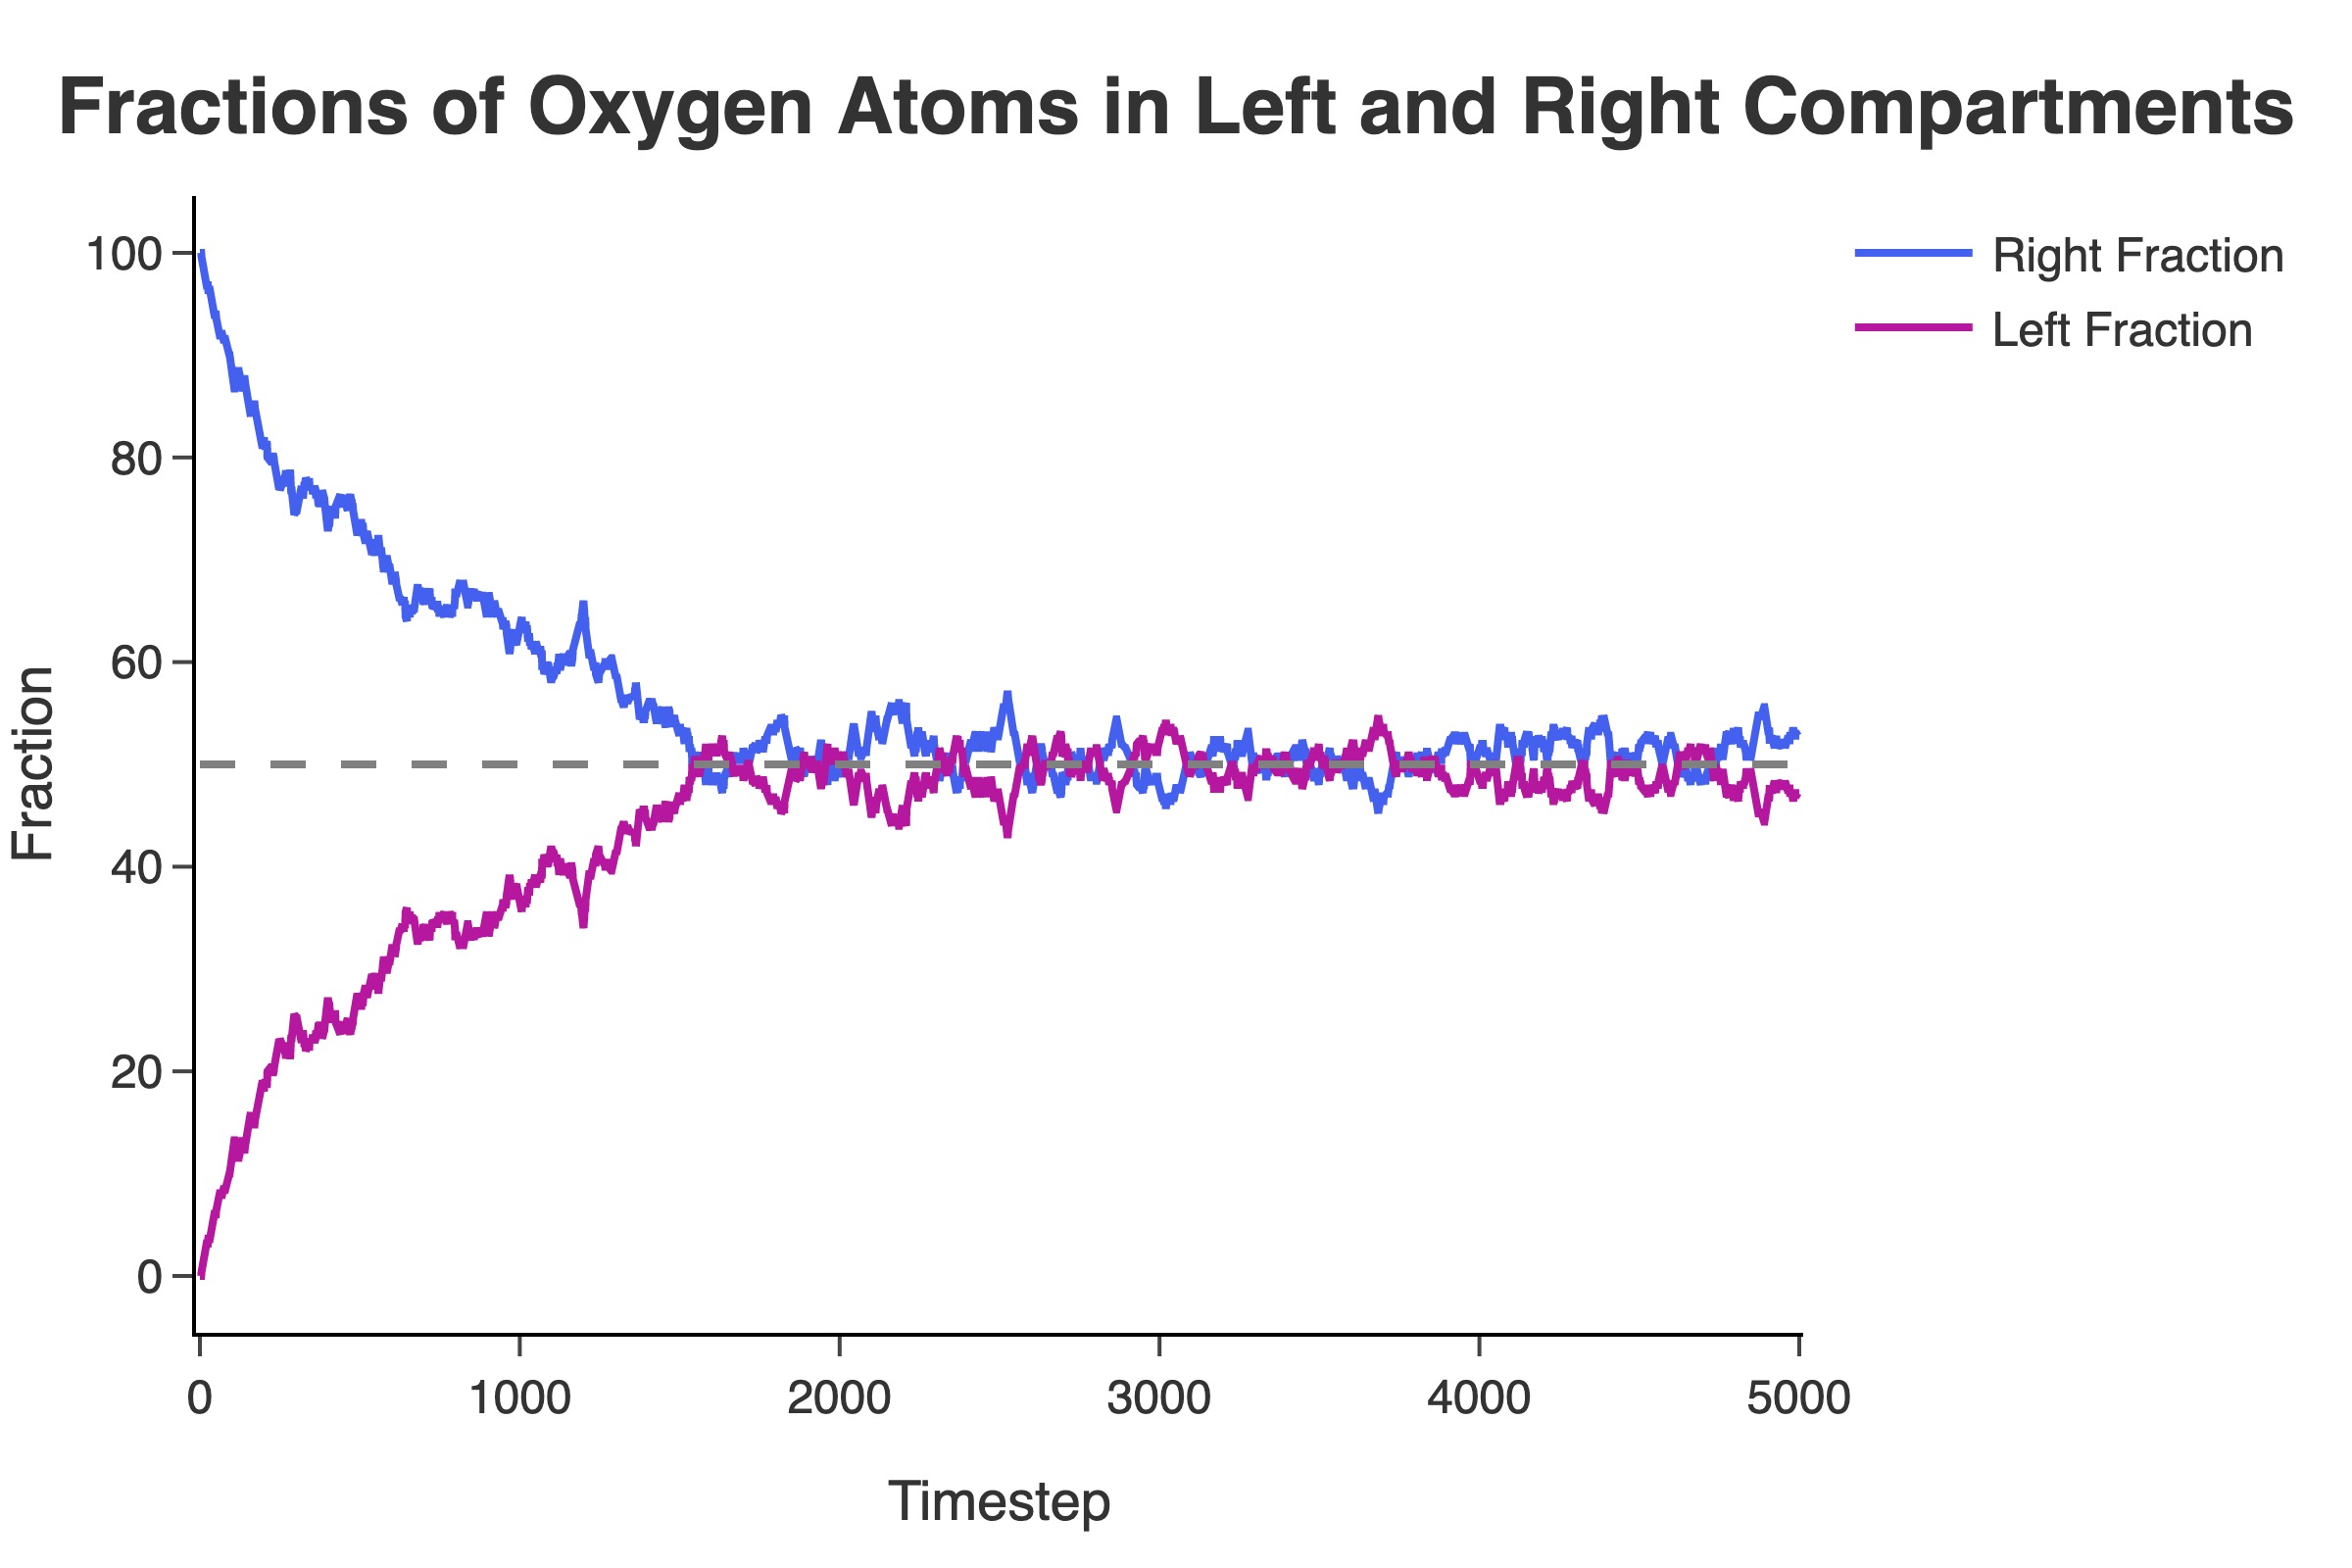 Fractions of Oxygen Atoms in Left and Right Compartments
Right Fraction
Left Fraction
100
80
60
40
20
0
Fraction
0
1000
2000
3000
4000
5000
Timestep